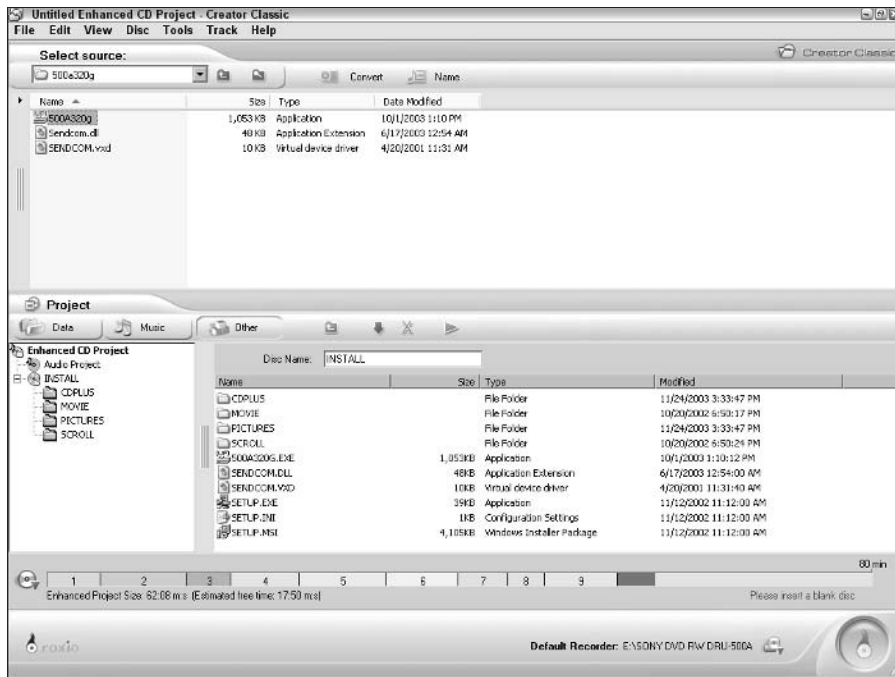 Untitled Enhanced CD Project - Creator Classic
File Edit View Disc Tools Track Help
Select source:
Creator Classic
500a320g
Convert Name
Name Size Type Date Modified
500A320g 1,053 KB Application 10/1/2003 1:10 PM
Sendcom.dll 48 KB Application Extension 6/17/2003 12:54 AM
SENDCOM.vxd 10 KB Virtual device driver 4/20/2001 11:31 AM
Project
Data Music Other
Enhanced CD Project
Audio Project
INSTALL
CDPLUS
MOVIE
PICTURES
SCROLL
Disc Name: INSTALL
Name Size Type Modified
CDPLUS File Folder 11/24/2003 3:33:47 PM
MOVIE File Folder 10/20/2002 6:50:17 PM
PICTURES File Folder 11/24/2003 3:33:47 PM
SCROLL File Folder 10/20/2002 6:50:24 PM
500A320G.EXE 1,053KB Application 10/1/2003 1:10:12 PM
SENDCOM.DLL 48KB Application Extension 6/17/2003 12:54:00 AM
SENDCOM.VXD 10KB Virtual device driver 4/20/2001 11:31:40 AM
SETUP.EXE 39KB Application 11/12/2002 11:12:00 AM
SETUP.INI 1KB Configuration Settings 11/12/2002 11:12:00 AM
SETUP.MSI 4,105KB Windows Installer Package 11/12/2002 11:12:00 AM
80 min
1 2 3 4 5 6 7 8 9
Enhanced Project Size: 62:08 m:s (Estimated free time: 17:50 m:s)
Please insert a blank disc
roxio
Default Recorder: E:\SONY DVD RW DRU-500A